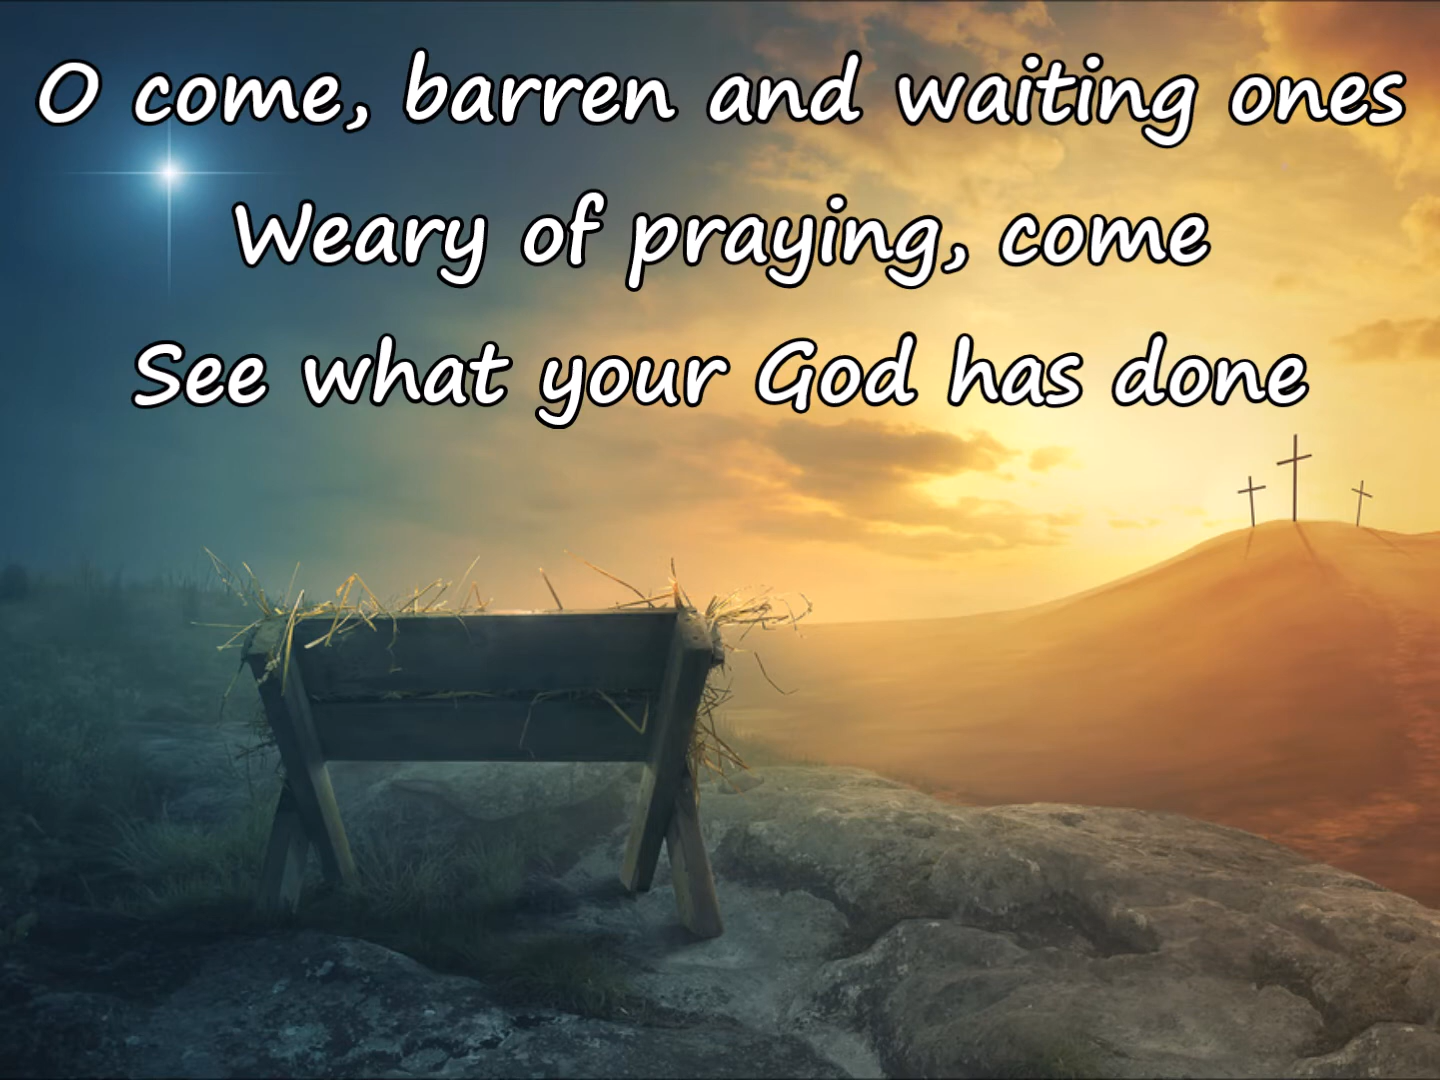 O come, barren and waiting ones
Weary of praying, come
See what your God has done